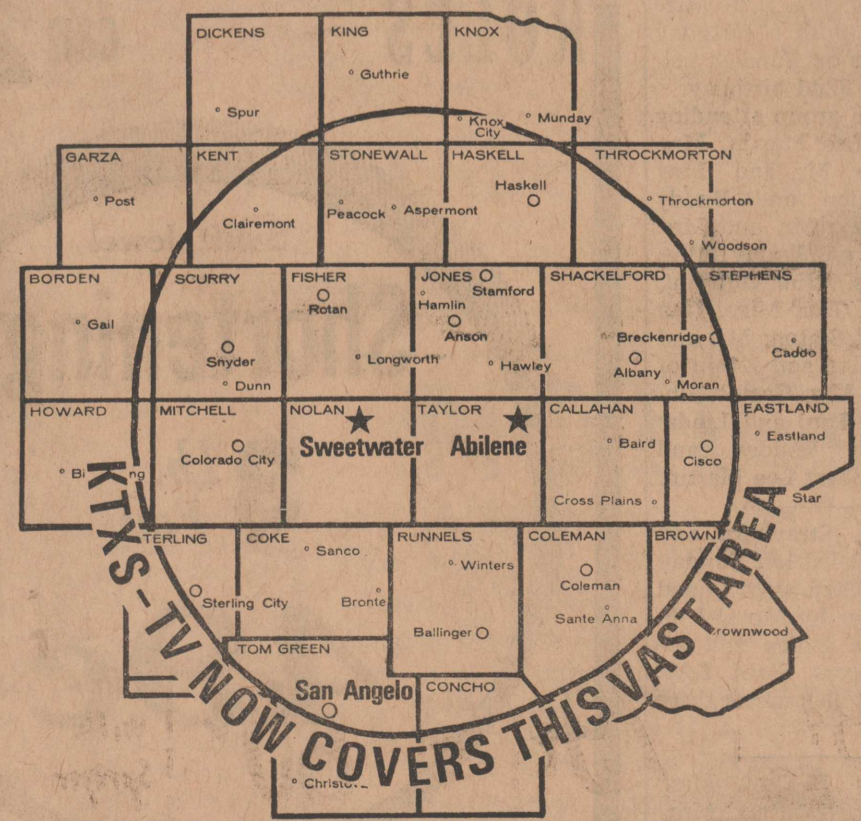 DICKENS
KING
KNOX
Guthrie
Spur
Knox
City
Munday
GARZA
KENT
STONEWALL
HASKELL
THROCKMORTON
Post
Clairemont
Peacock
Aspermont
Haskell
Throckmorton
Woodson
BORDEN
SCURRY
FISHER
JONES
Stamford
SHACKELFORD
STEPHENS
Hamlin
Rotan
Anson
Gail
Snyder
Dunn
Longworth
Hawley
Breckenridge
Albany
Moran
Caddo
HOWARD
MITCHELL
NOLAN
TAYLOR
CALLAHAN
EASTLAND
Colorado City
Sweetwater
Abilene
Baird
Cisco
Eastland
Bi ng
Cross Plains
Star
TERLING
COKE
RUNNELS
COLEMAN
BROWN
Sanco
Winters
Coleman
Sterling City
Bronte
Ballinger
Sante Anna
rownwood
TOM GREEN
San Angelo
CONCHO
Christov
KTXS-TV NOW COVERS THIS VAST AREA